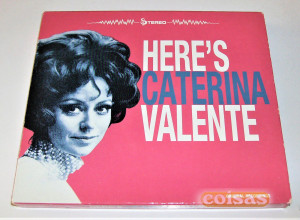 STEREO
HERE'S
CATERINA
VALENTE
coisas